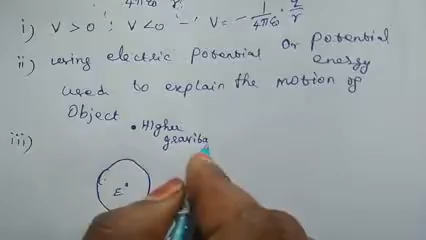 4πε₀ r
i) V > 0 ; V < 0 - V = - 1/4πε₀ · q/r
ii) using electric potential Or potential
energy
used to explain the motion of
Object
iii) • Higher
gravita
E